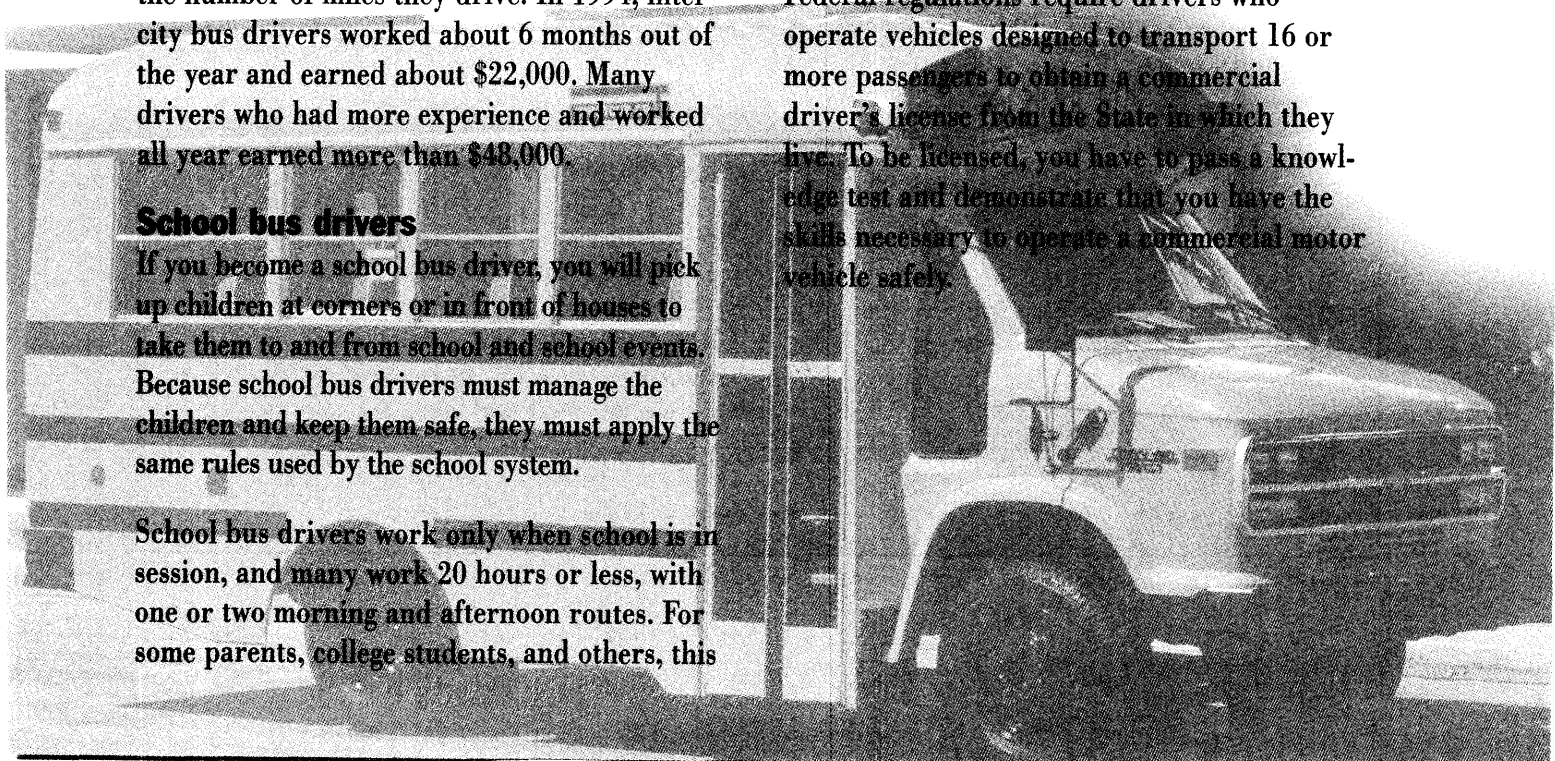 the number of miles they drive. In 1994, inter-
city bus drivers worked about 6 months out of
the year and earned about $22,000. Many
drivers who had more experience and worked
all year earned more than $48,000.
School bus drivers
If you become a school bus driver, you will pick
up children at corners or in front of houses to
take them to and from school and school events.
Because school bus drivers must manage the
children and keep them safe, they must apply the
same rules used by the school system.
School bus drivers work only when school is in
session, and many work 20 hours or less, with
one or two morning and afternoon routes. For
some parents, college students, and others, this
Federal regulations require drivers who
operate vehicles designed to transport 16 or
more passengers to obtain a commercial
driver's license from the State in which they
live. To be licensed, you have to pass a knowl-
edge test and demonstrate that you have the
skills necessary to operate a commercial motor
vehicle safely.